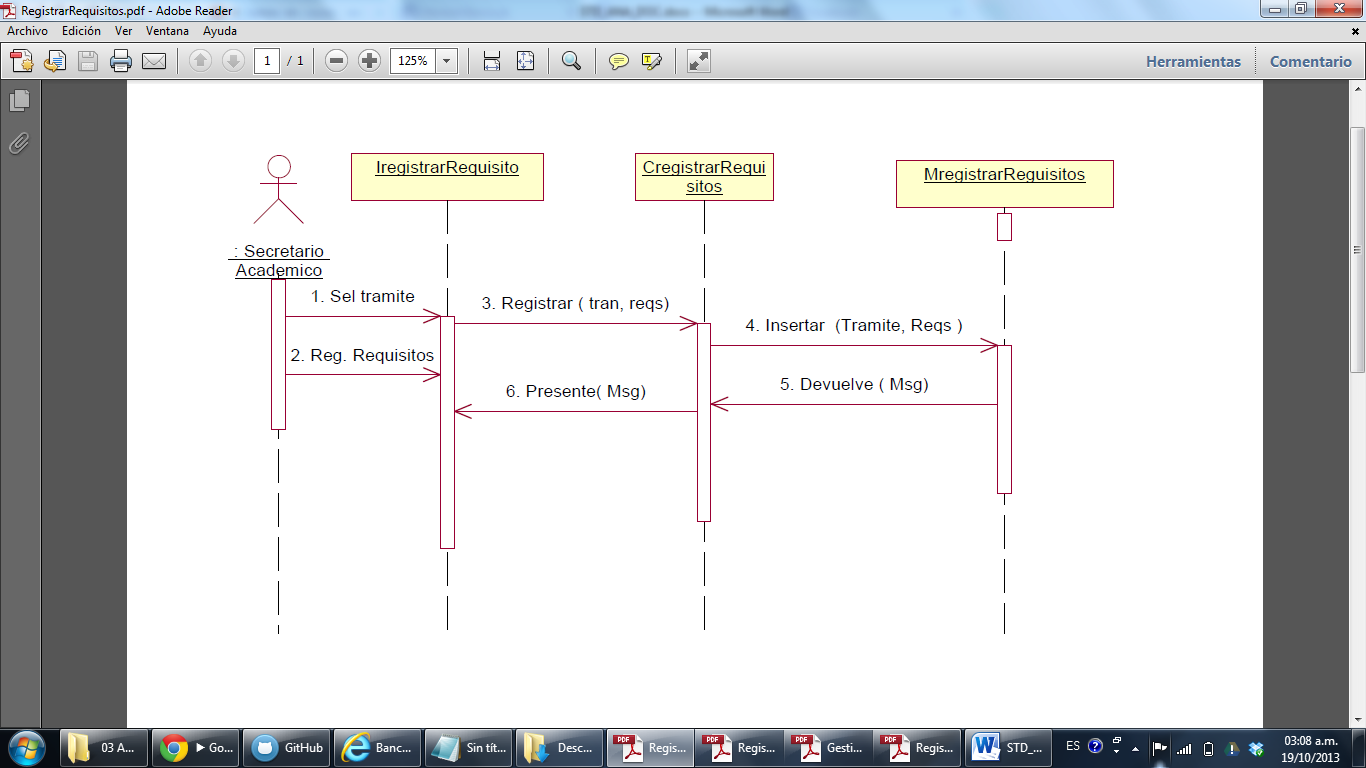 RegistrarRequisitos.pdf - Adobe Reader
Archivo Edición Ver Ventana Ayuda
1 / 1 125% Herramientas Comentario
IregistrarRequisito
CregistrarRequi
sitos
MregistrarRequisitos
: Secretario
Academico
1. Sel tramite
3. Registrar ( tran, reqs)
4. Insertar (Tramite, Reqs )
2. Reg. Requisitos
5. Devuelve ( Msg)
6. Presente( Msg)
03 A... Go... GitHub Banc... Sin tít... Desc... Regis... Regis... Gesti... Regis... STD_... ES 03:08 a.m.
19/10/2013